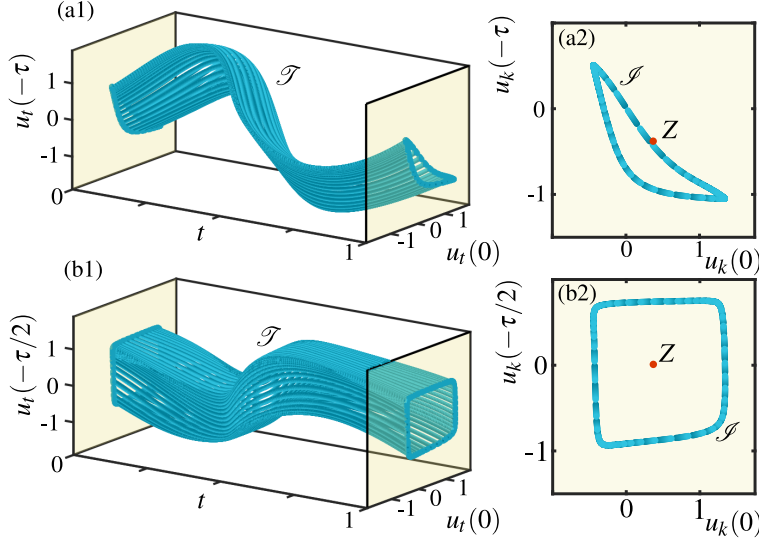 (a1)
𝒯
u_t(−τ)
1
0
-1
0
t
1
-1
0
1
u_t(0)
(a2)
u_k(−τ)
0
-1
ℐ
Z
0
1
u_k(0)
(b1)
𝒯
u_t(−τ/2)
1
0
-1
0
t
1
-1
0
1
u_t(0)
(b2)
u_k(−τ/2)
0
-1
Z
ℐ
0
1
u_k(0)